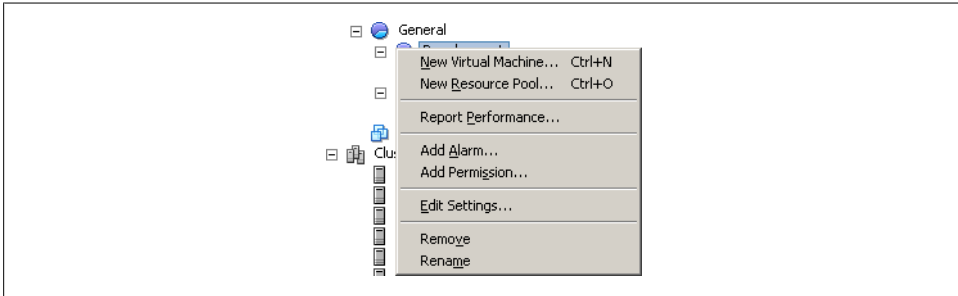 General
New Virtual Machine... Ctrl+N
New Resource Pool... Ctrl+O
Report Performance...
Add Alarm...
Add Permission...
Edit Settings...
Remove
Rename